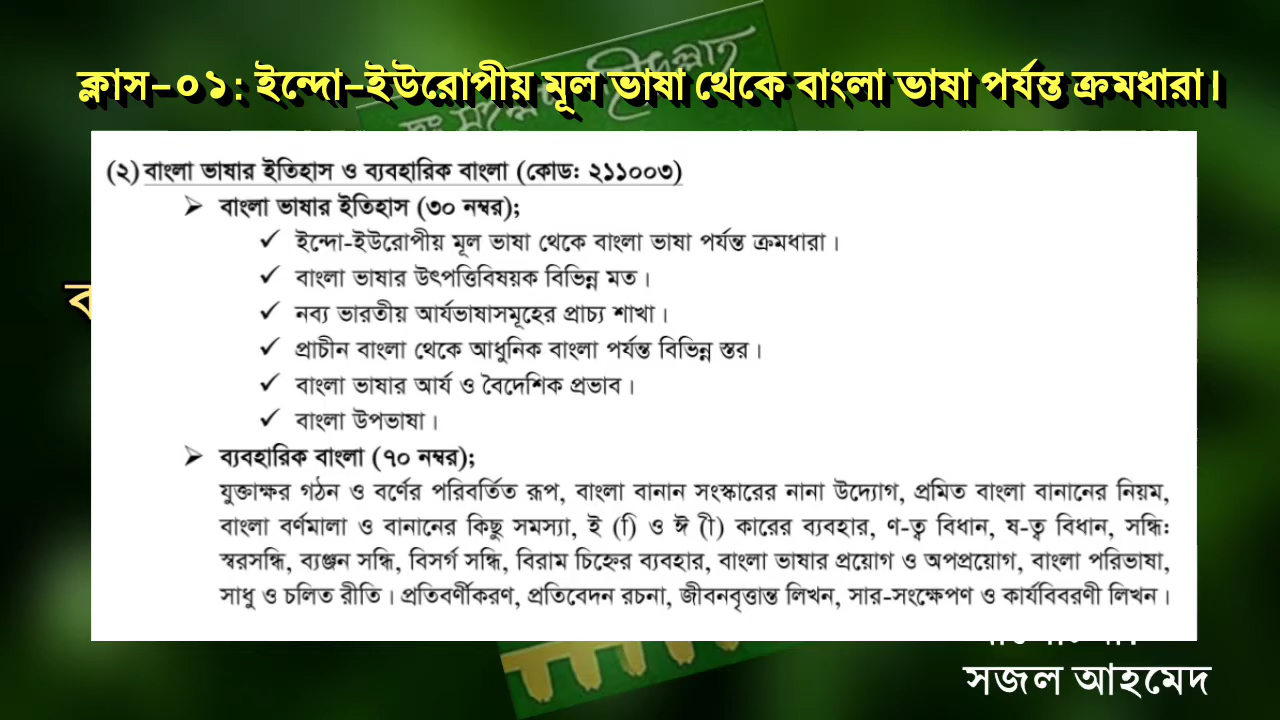 ক্লাস-০১: ইন্দো-ইউরোপীয় মূল ভাষা থেকে বাংলা ভাষা পর্যন্ত ক্রমধারা।
(২) বাংলা ভাষার ইতিহাস ও ব্যবহারিক বাংলা (কোড: ২১১০০৩)
➢ বাংলা ভাষার ইতিহাস (৩০ নম্বর);
✓ ইন্দো-ইউরোপীয় মূল ভাষা থেকে বাংলা ভাষা পর্যন্ত ক্রমধারা।
✓ বাংলা ভাষার উৎপত্তিবিষয়ক বিভিন্ন মত।
✓ নব্য ভারতীয় আর্যভাষাসমূহের প্রাচ্য শাখা।
✓ প্রাচীন বাংলা থেকে আধুনিক বাংলা পর্যন্ত বিভিন্ন স্তর।
✓ বাংলা ভাষার আর্য ও বৈদেশিক প্রভাব।
✓ বাংলা উপভাষা।
➢ ব্যবহারিক বাংলা (৭০ নম্বর);
যুক্তাক্ষর গঠন ও বর্ণের পরিবর্তিত রূপ, বাংলা বানান সংস্কারের নানা উদ্যোগ, প্রমিত বাংলা বানানের নিয়ম,
বাংলা বর্ণমালা ও বানানের কিছু সমস্যা, ই (ি) ও ঈ (ী) কারের ব্যবহার, ণ-ত্ব বিধান, ষ-ত্ব বিধান, সন্ধি:
স্বরসন্ধি, ব্যঞ্জন সন্ধি, বিসর্গ সন্ধি, বিরাম চিহ্নের ব্যবহার, বাংলা ভাষার প্রয়োগ ও অপপ্রয়োগ, বাংলা পরিভাষা,
সাধু ও চলিত রীতি। প্রতিবর্ণীকরণ, প্রতিবেদন রচনা, জীবনবৃত্তান্ত লিখন, সার-সংক্ষেপণ ও কার্যবিবরণী লিখন।
সজল আহমেদ